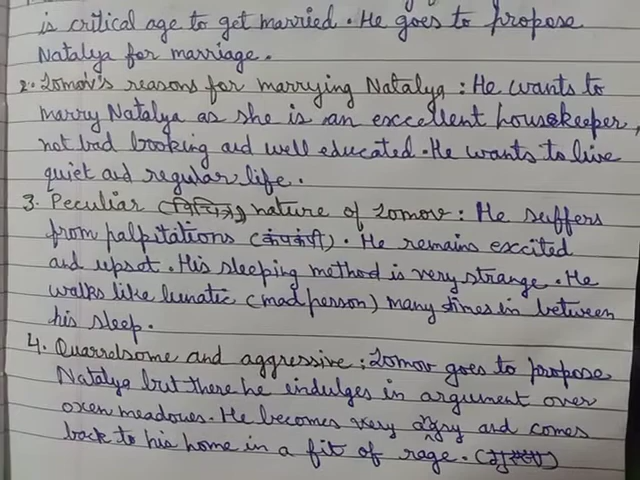 is critical age to get married. He goes to propose
Natalya for marriage.
2. Lomov's reasons for marrying Natalya: He wants to
marry Natalya as she is an excellent housekeeper,
not bad looking and well educated. He wants to live
quiet and regular life.
3. Peculiar (विचित्र) nature of Lomov: He suffers
from palpitations (कंपकंपी). He remains excited
and upset. His sleeping method is very strange. He
walks like lunatic (mad person) many times in between
his sleep.
4. Quarrelsome and aggressive: Lomov goes to propose
Natalya but there he indulges in argument over
oxen meadows. He becomes very angry and comes
back to his home in a fit of rage.